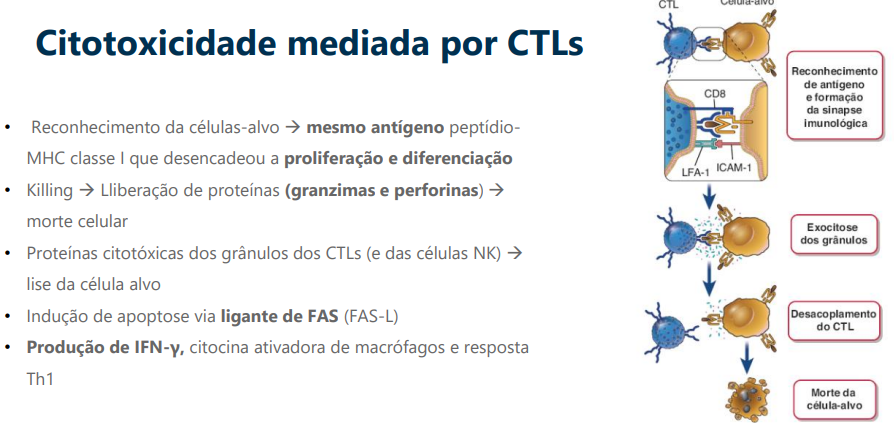 Citotoxicidade mediada por CTLs
• Reconhecimento da células-alvo → mesmo antígeno peptídio-
MHC classe I que desencadeou a proliferação e diferenciação
• Killing → Lliberação de proteínas (granzimas e perforinas) →
morte celular
• Proteínas citotóxicas dos grânulos dos CTLs (e das células NK) →
lise da célula alvo
• Indução de apoptose via ligante de FAS (FAS-L)
• Produção de IFN-γ, citocina ativadora de macrófagos e resposta
Th1
CTL
Célula-alvo
CD8
LFA-1
ICAM-1
Reconhecimento
de antígeno
e formação
da sinapse
imunológica
Exocitose
dos grânulos
Desacoplamento
do CTL
Morte da
célula-alvo